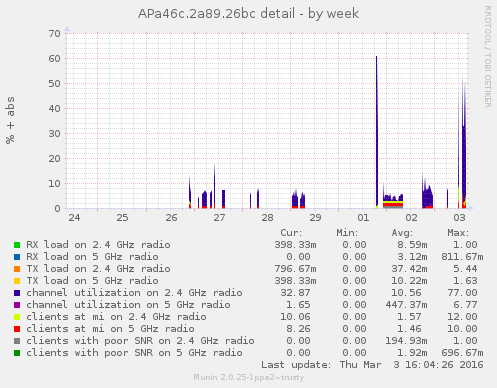 APa46c.2a89.26bc detail - by week
RRDTOOL / TOBI OETIKER
% + abs
70
60
50
40
30
20
10
0
24 25 26 27 28 29 01 02 03
Cur: Min: Avg: Max:
RX load on 2.4 GHz radio 398.33m 0.00 8.59m 1.00
RX load on 5 GHz radio 0.00 0.00 3.12m 811.67m
TX load on 2.4 GHz radio 796.67m 0.00 37.42m 5.44
TX load on 5 GHz radio 398.33m 0.00 10.22m 1.63
channel utilization on 2.4 GHz radio 32.87 0.00 10.56 77.00
channel utilization on 5 GHz radio 1.65 0.00 447.37m 6.77
clients at mi on 2.4 GHz radio 10.06 0.00 1.57 12.00
clients at mi on 5 GHz radio 8.26 0.00 1.46 10.00
clients with poor SNR on 2.4 GHz radio 0.00 0.00 194.93m 1.00
clients with poor SNR on 5 GHz radio 0.00 0.00 1.92m 696.67m
Last update: Thu Mar 3 16:04:26 2016
Munin 2.0.25-1ppa2~trusty